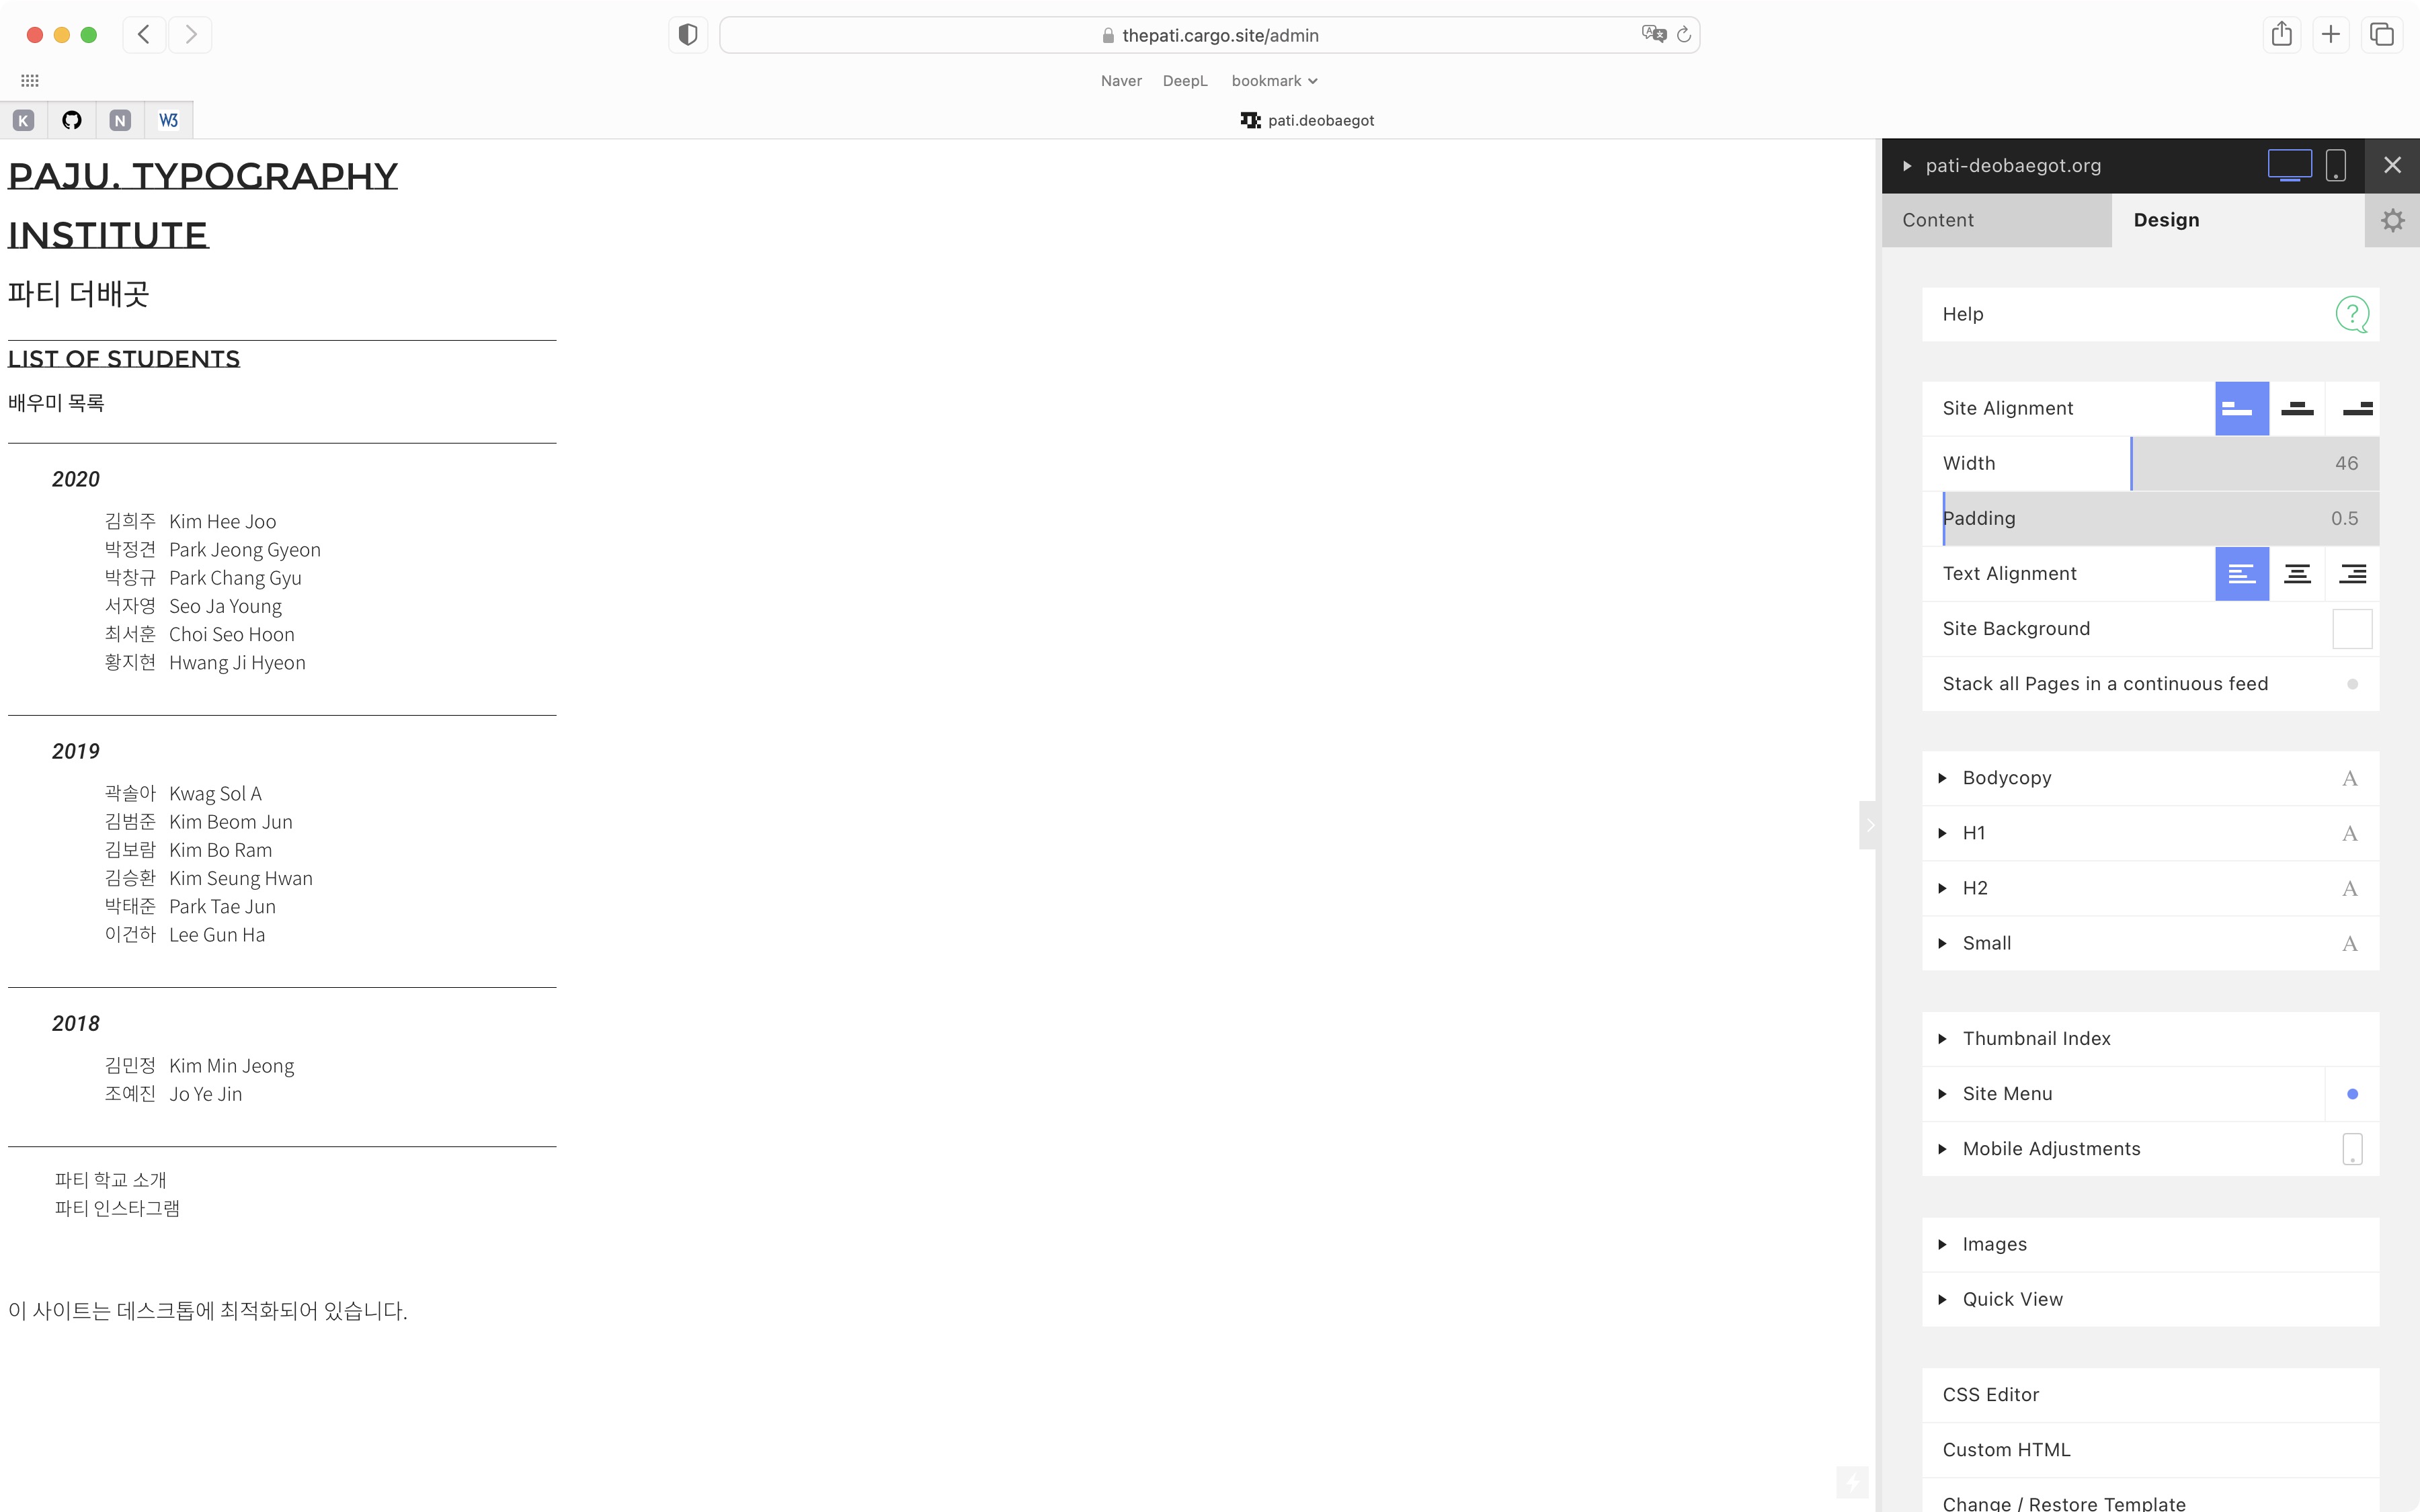 thepati.cargo.site/admin
Naver DeepL bookmark
K N W3 pati.deobaegot
PAJU. TYPOGRAPHY
INSTITUTE
파티 더배곳
LIST OF STUDENTS
배우미 목록
2020
김희주 Kim Hee Joo
박정견 Park Jeong Gyeon
박창규 Park Chang Gyu
서자영 Seo Ja Young
최서훈 Choi Seo Hoon
황지현 Hwang Ji Hyeon
2019
곽솔아 Kwag Sol A
김범준 Kim Beom Jun
김보람 Kim Bo Ram
김승환 Kim Seung Hwan
박태준 Park Tae Jun
이건하 Lee Gun Ha
2018
김민정 Kim Min Jeong
조예진 Jo Ye Jin
파티 학교 소개
파티 인스타그램
이 사이트는 데스크톱에 최적화되어 있습니다.
pati-deobaegot.org
Content Design
Help ?
Site Alignment
Width 46
Padding 0.5
Text Alignment
Site Background
Stack all Pages in a continuous feed
Bodycopy A
H1 A
H2 A
Small A
Thumbnail Index
Site Menu
Mobile Adjustments
Images
Quick View
CSS Editor
Custom HTML
Change / Restore Template